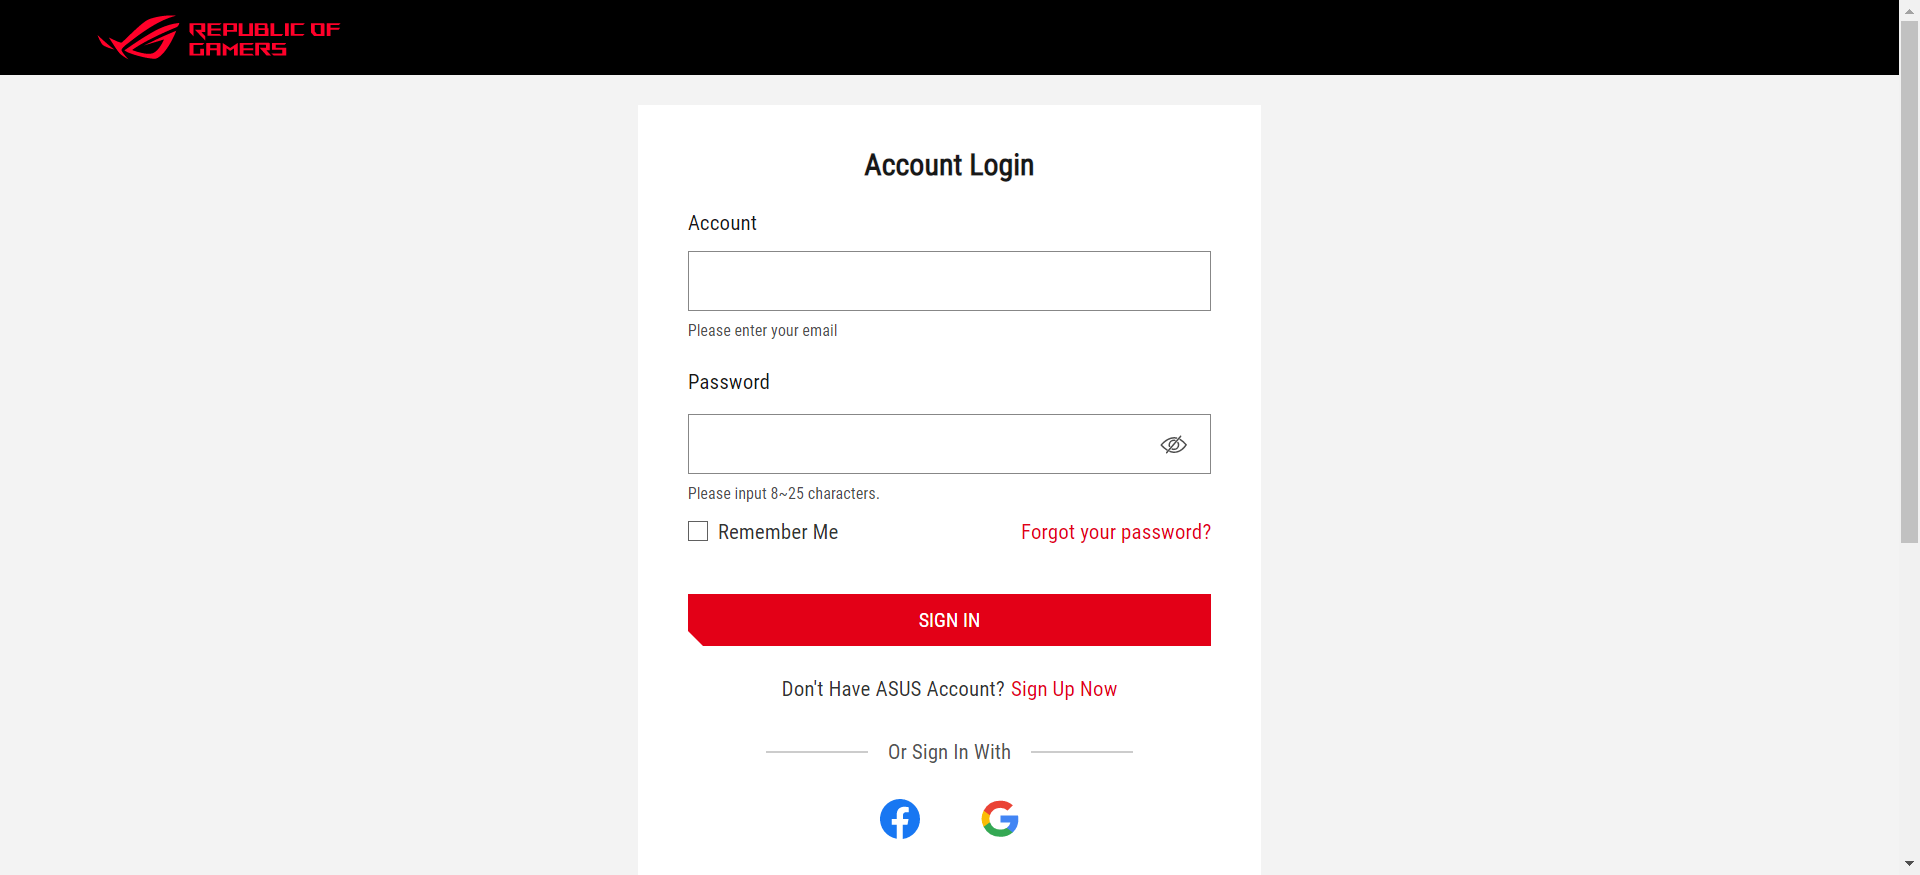 REPUBLIC OF
GAMERS
Account Login
Account
Please enter your email
Password
Please input 8~25 characters.
Remember Me
Forgot your password?
SIGN IN
Don't Have ASUS Account? Sign Up Now
Or Sign In With